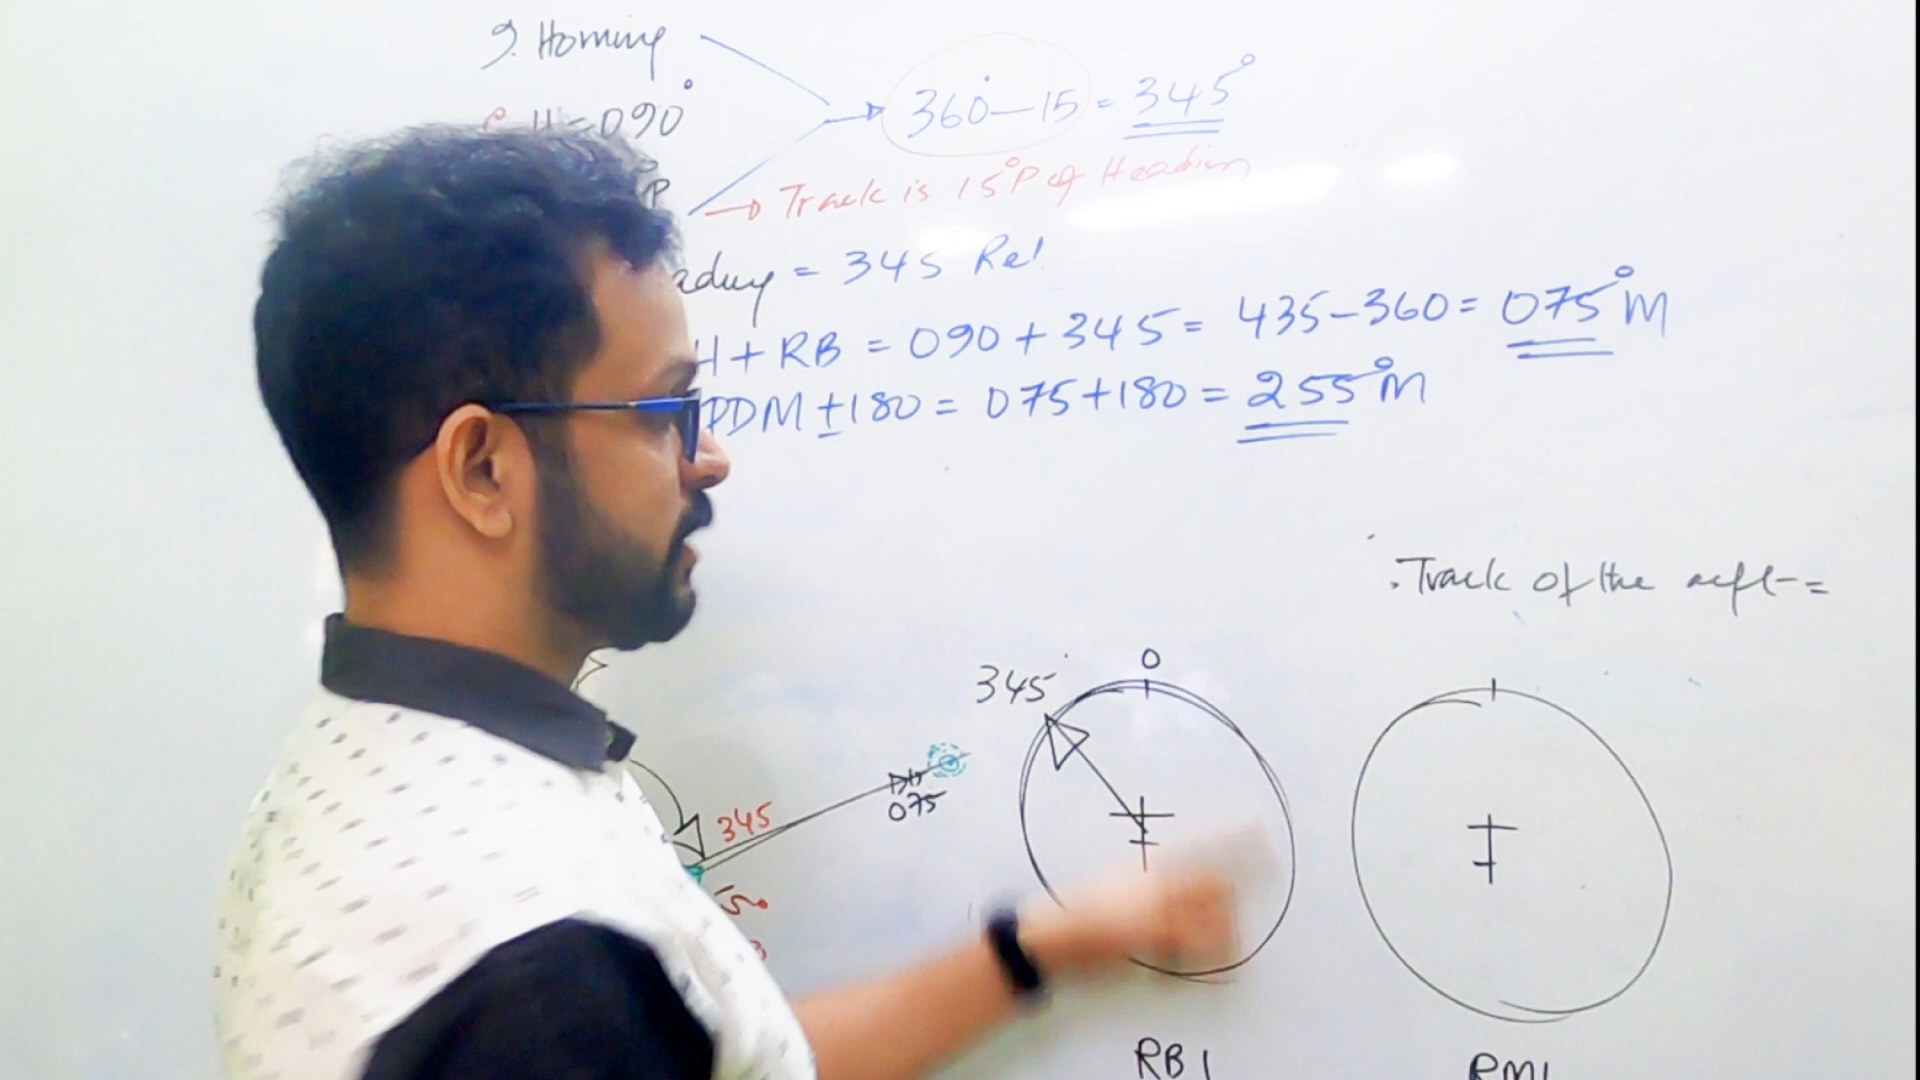 9. Homing
360° - 15 = 345°
H = 090°
P
→ Track is 15°P of Heading
ading = 345 Rel
H + RB = 090 + 345 = 435 - 360 = 075°M
PDM ± 180 = 075 + 180 = 255°M
Track of the acft =
0
345
075
345
RBI
RMI